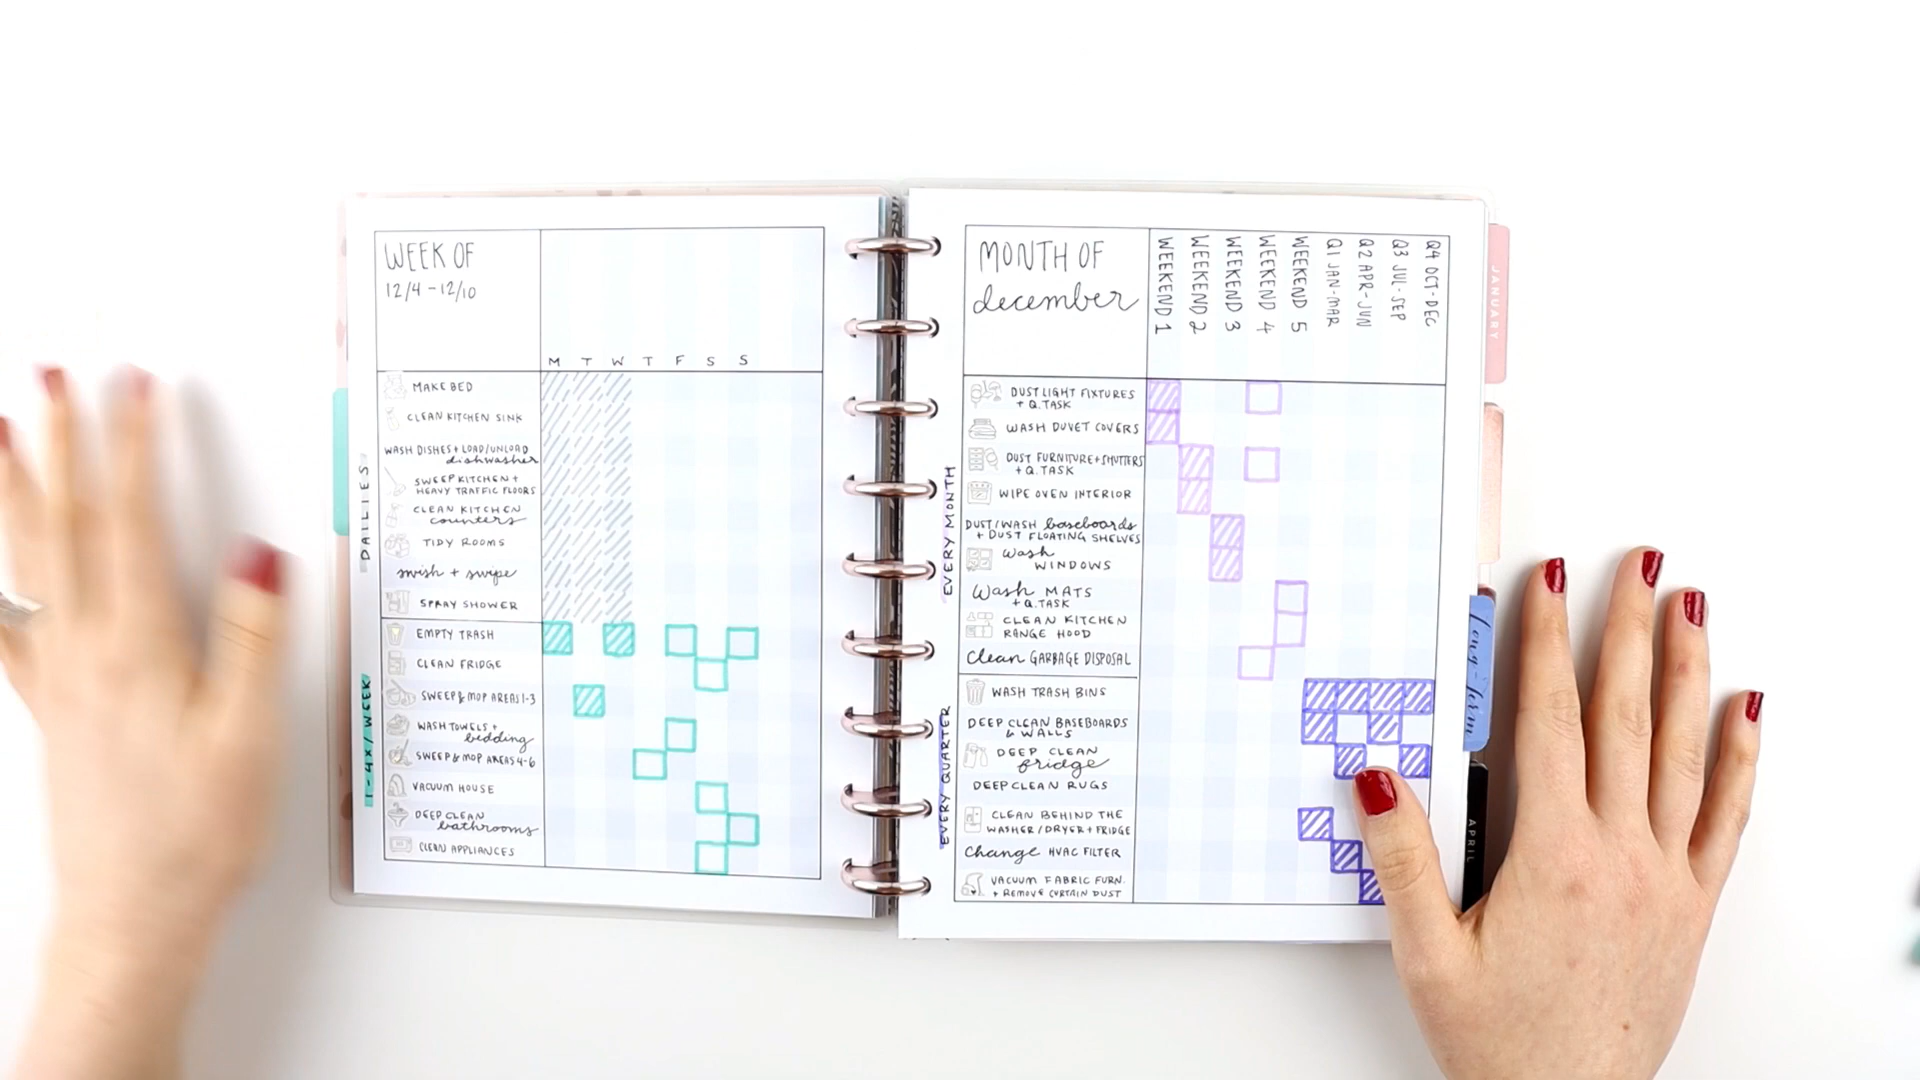 WEEK OF
12/4 - 12/10
M T W T F S S
DAILIES
MAKE BED
CLEAN KITCHEN SINK
WASH DISHES + LOAD/UNLOAD
dishwasher
SWEEP KITCHEN +
HEAVY TRAFFIC FLOORS
CLEAN KITCHEN
counters
TIDY ROOMS
swish + swipe
SPRAY SHOWER
1-4X/WEEK
EMPTY TRASH
CLEAN FRIDGE
SWEEP & MOP AREAS 1-3
WASH TOWELS +
bedding
SWEEP & MOP AREAS 4-6
VACUUM HOUSE
DEEP CLEAN
bathrooms
CLEAN APPLIANCES
MONTH OF
december
WEEKEND 1
WEEKEND 2
WEEKEND 3
WEEKEND 4
WEEKEND 5
Q1 JAN-MAR
Q2 APR-JUN
Q3 JUL-SEP
Q4 OCT-DEC
EVERY MONTH
DUST LIGHT FIXTURES
+ Q. TASK
WASH DUVET COVERS
DUST FURNITURE + SHUTTERS
+ Q. TASK
WIPE OVEN INTERIOR
DUST/WASH baseboards
+ DUST FLOATING SHELVES
Wash
WINDOWS
Wash MATS
+ Q. TASK
CLEAN KITCHEN
RANGE HOOD
Clean GARBAGE DISPOSAL
EVERY QUARTER
WASH TRASH BINS
DEEP CLEAN BASEBOARDS
& WALLS
DEEP CLEAN
fridge
DEEP CLEAN RUGS
CLEAN BEHIND THE
WASHER/DRYER + FRIDGE
Change HVAC FILTER
VACUUM FABRIC FURN.
+ REMOVE CURTAIN DUST
JANUARY
Long-Term
APRIL